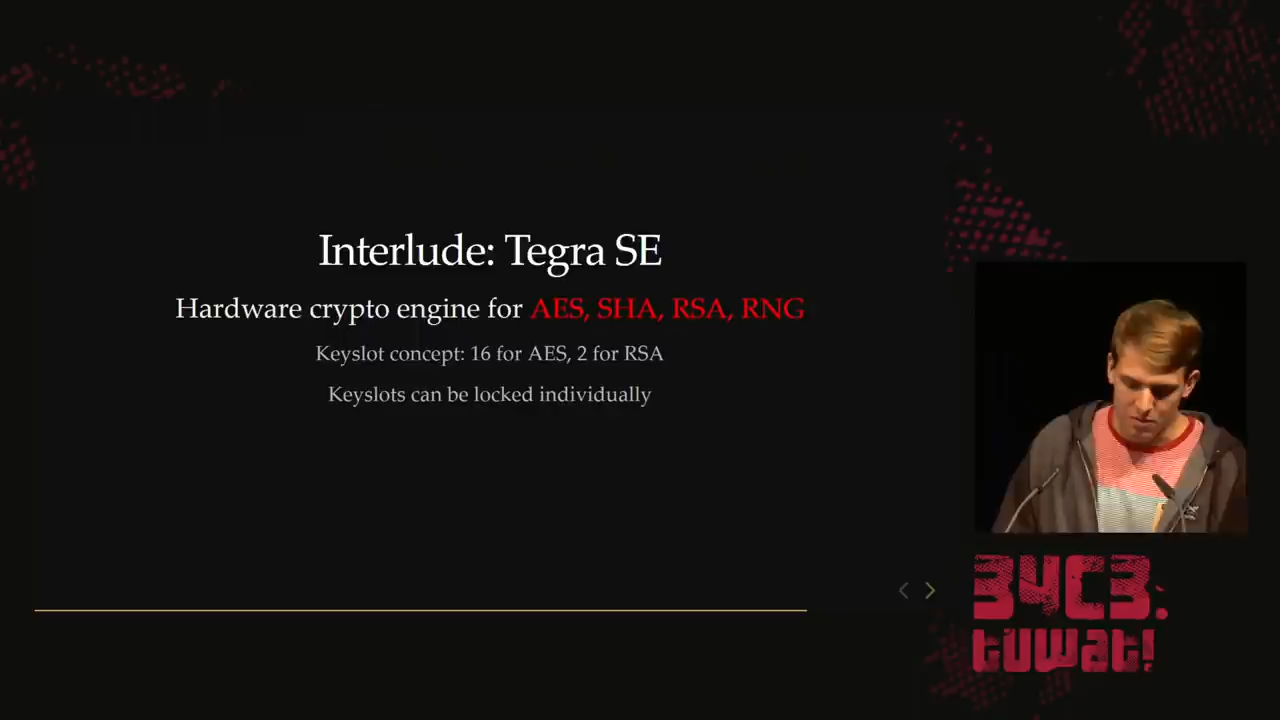 Interlude: Tegra SE
Hardware crypto engine for AES, SHA, RSA, RNG
Keyslot concept: 16 for AES, 2 for RSA
Keyslots can be locked individually
34C3:
tuwat!